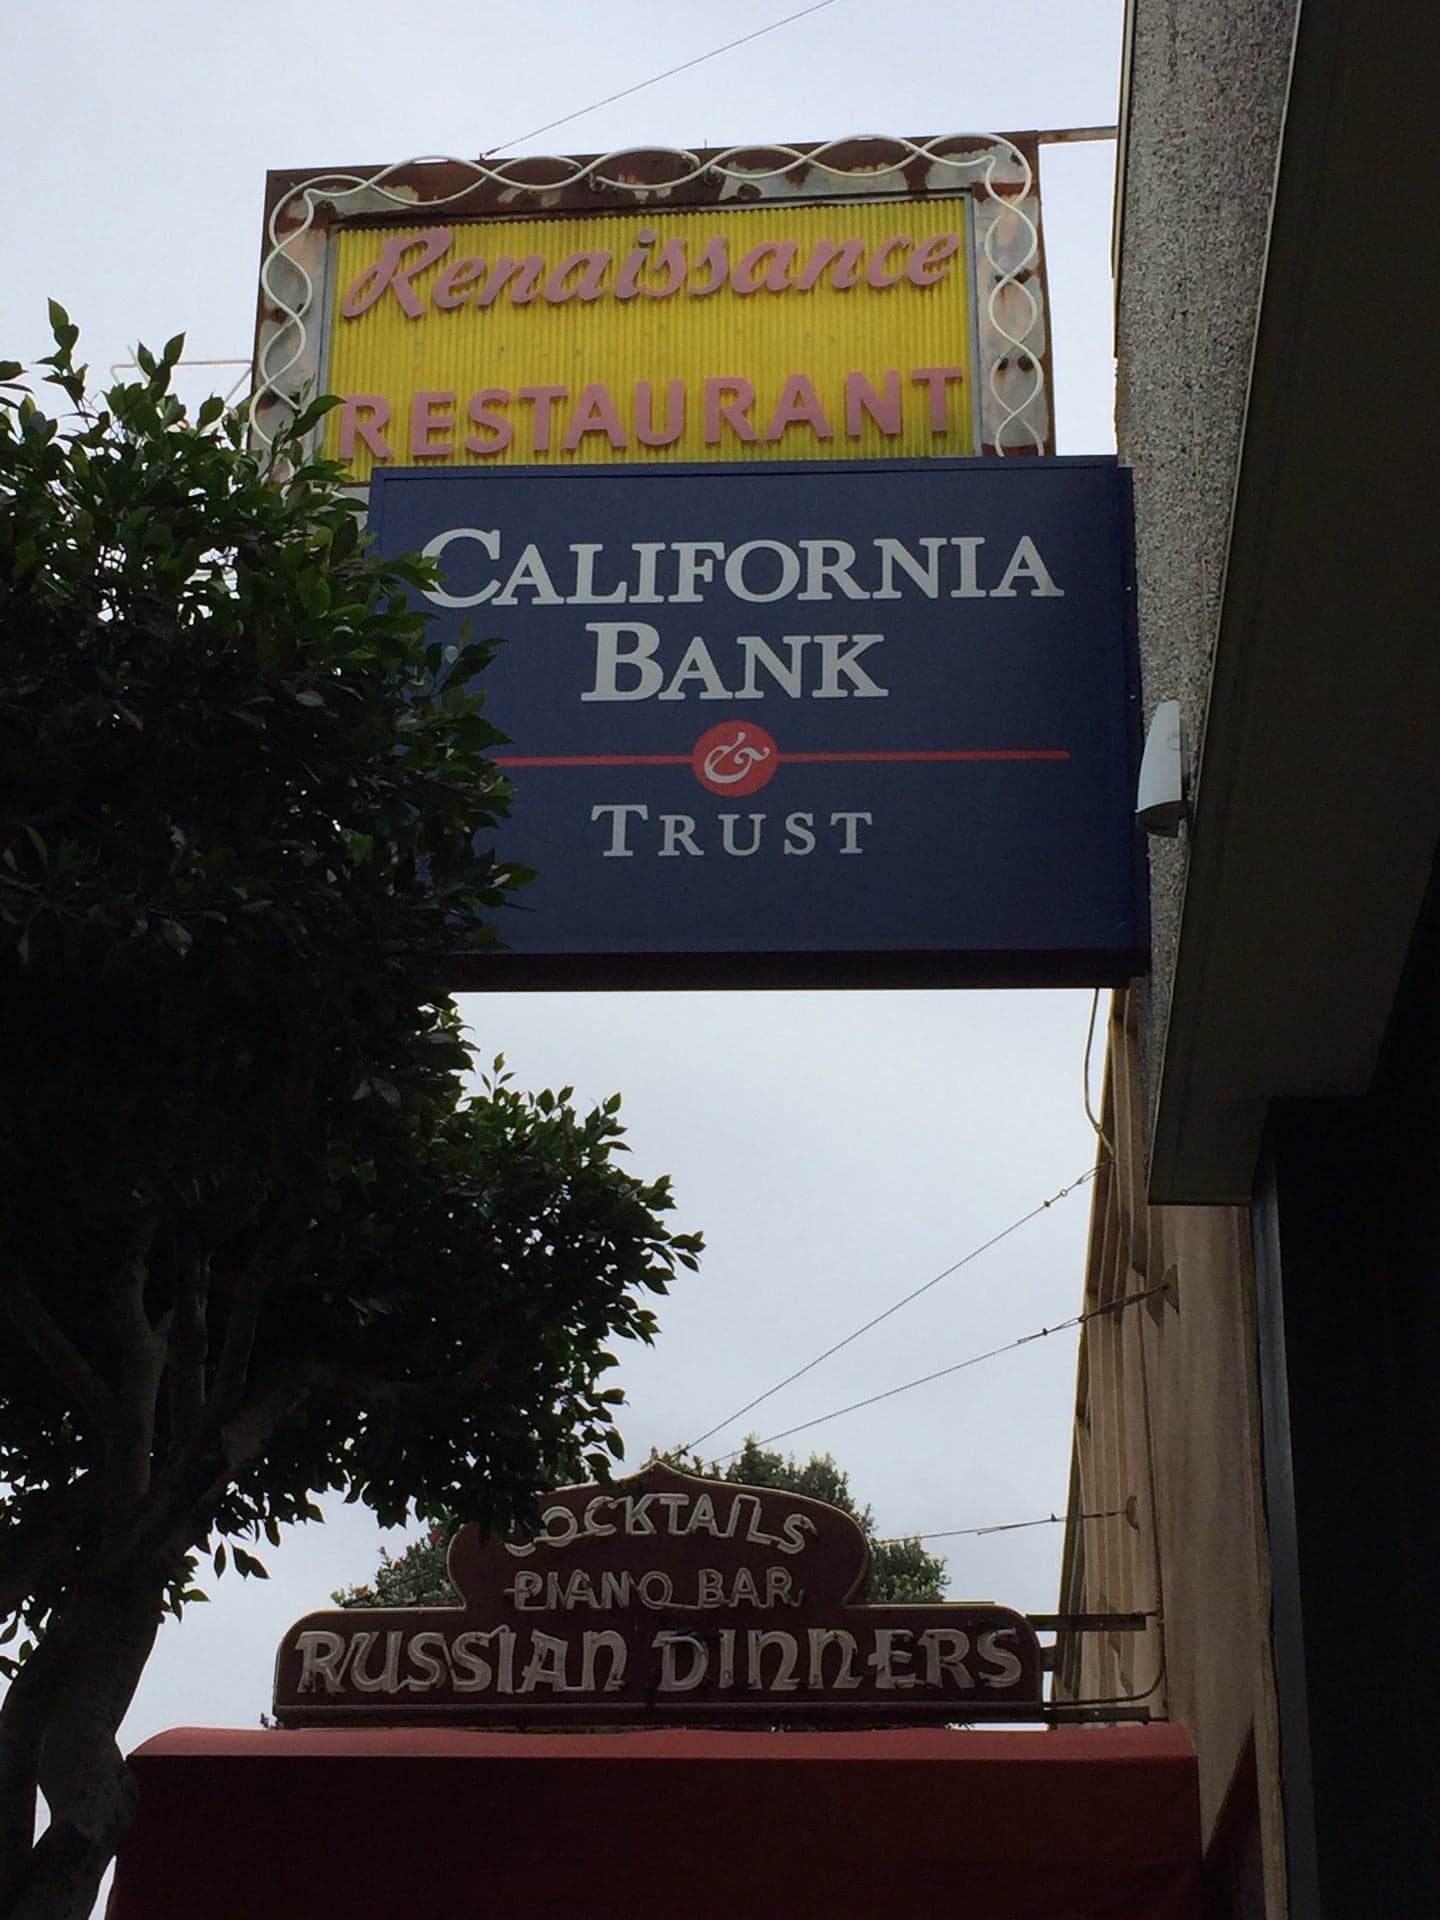 Renaissance
RESTAURANT
CALIFORNIA
BANK
&
TRUST
COCKTAILS
PIANO BAR
RUSSIAN DINNERS